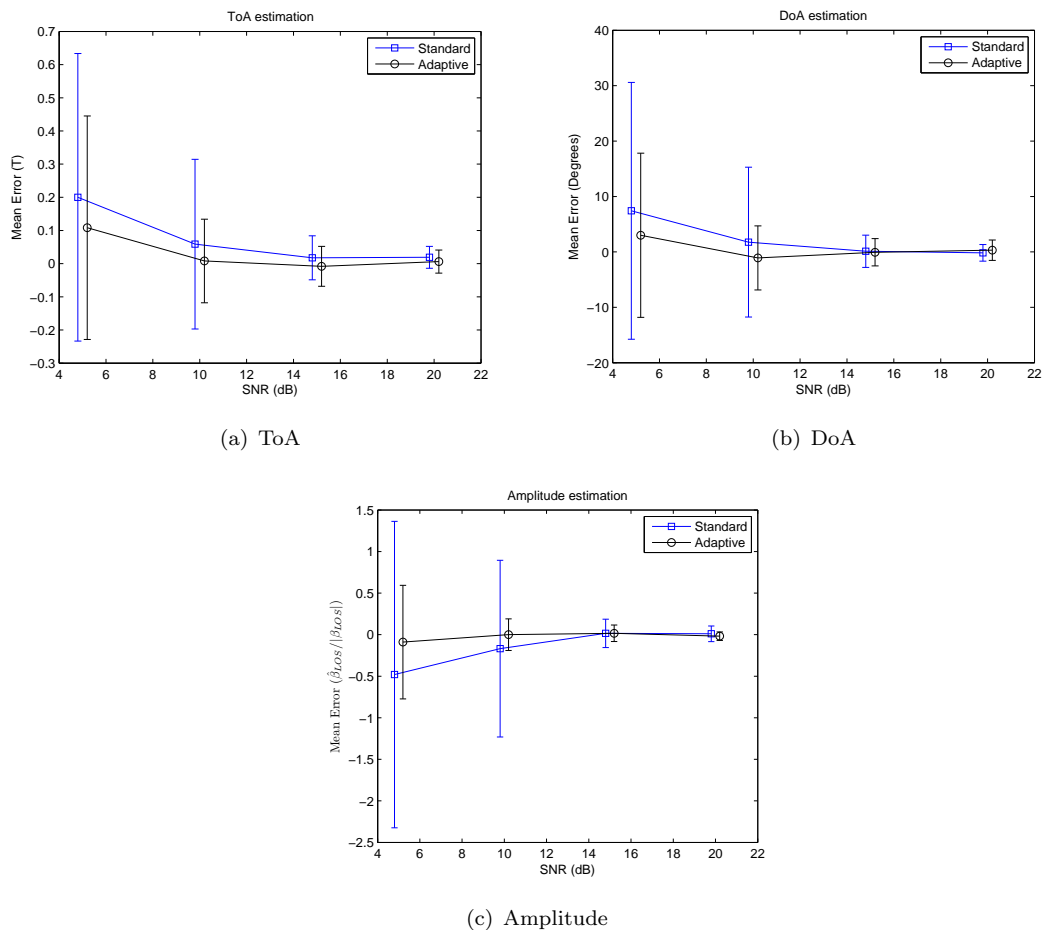 ToA estimation
0.7
0.6
0.5
0.4
0.3
0.2
0.1
0
−0.1
−0.2
−0.3
Mean Error (T)
4 6 8 10 12 14 16 18 20 22
SNR (dB)
Standard
Adaptive
(a) ToA
DoA estimation
40
30
20
10
0
−10
−20
Mean Error (Degrees)
4 6 8 10 12 14 16 18 20 22
SNR (dB)
Standard
Adaptive
(b) DoA
Amplitude estimation
1.5
1
0.5
0
−0.5
−1
−1.5
−2
−2.5
Mean Error (β̂_LOS/|β_LOS|)
4 6 8 10 12 14 16 18 20 22
SNR (dB)
Standard
Adaptive
(c) Amplitude